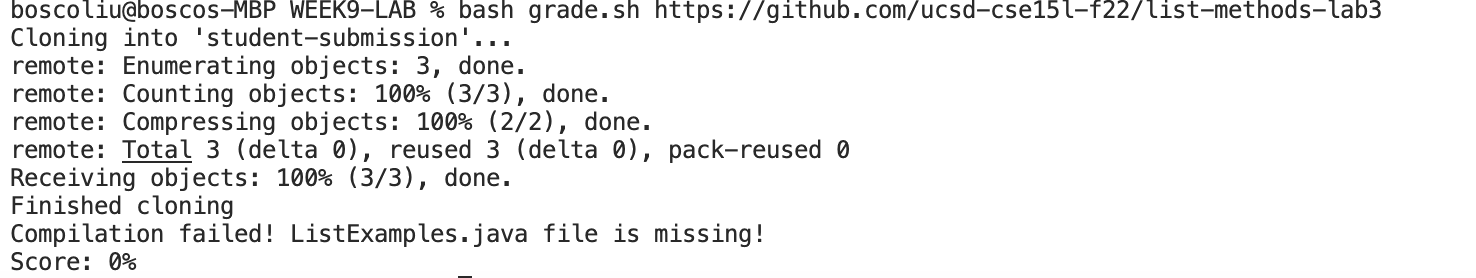 boscoliu@boscos-MBP WEEK9-LAB % bash grade.sh https://github.com/ucsd-cse15l-f22/list-methods-lab3
Cloning into 'student-submission'...
remote: Enumerating objects: 3, done.
remote: Counting objects: 100% (3/3), done.
remote: Compressing objects: 100% (2/2), done.
remote: Total 3 (delta 0), reused 3 (delta 0), pack-reused 0
Receiving objects: 100% (3/3), done.
Finished cloning
Compilation failed! ListExamples.java file is missing!
Score: 0%